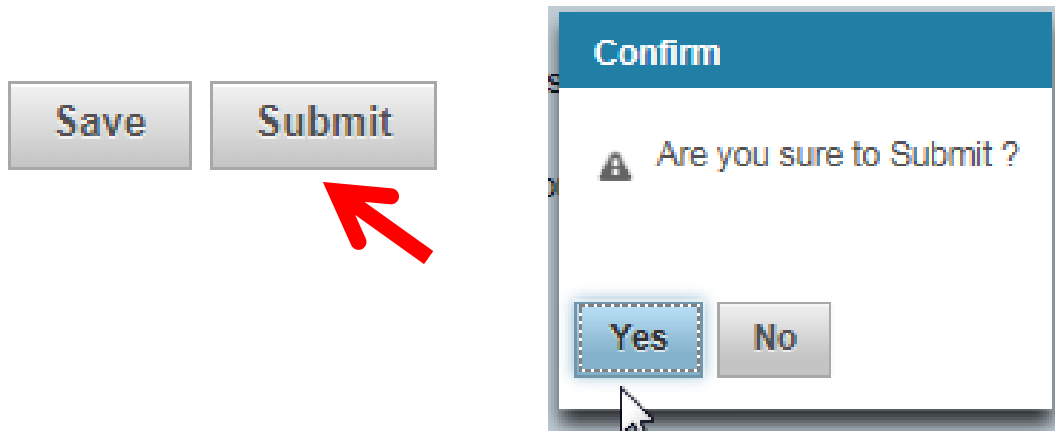 Save
Submit
Confirm
Are you sure to Submit ?
Yes
No